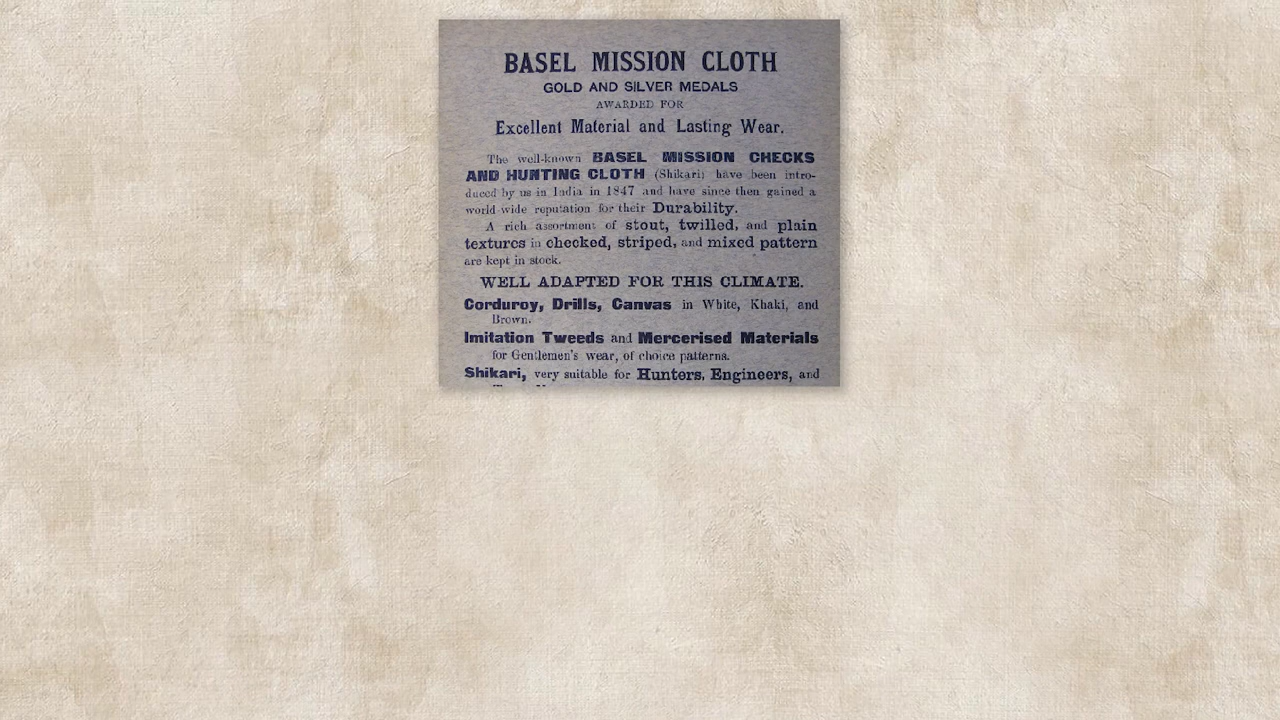 BASEL MISSION CLOTH
GOLD AND SILVER MEDALS
AWARDED FOR
Excellent Material and Lasting Wear.
The well-known BASEL MISSION CHECKS
AND HUNTING CLOTH (Shikari) have been intro-
duced by us in India in 1847 and have since then gained a
world wide reputation for their Durability.
A rich assortment of stout, twilled, and plain
textures in checked, striped, and mixed pattern
are kept in stock.
WELL ADAPTED FOR THIS CLIMATE.
Corduroy, Drills, Canvas in White, Khaki, and
Brown.
Imitation Tweeds and Mercerised Materials
for Gentlemen's wear, of choice patterns.
Shikari, very suitable for Hunters, Engineers, and